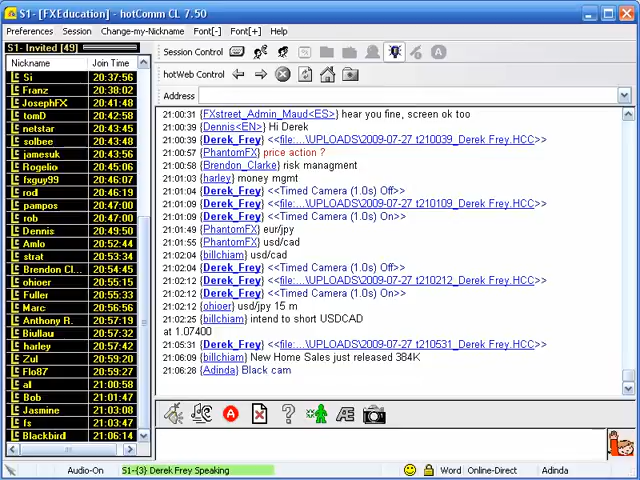 S1- [FXEducation] - hotComm CL 7.50
Preferences Session Change-my-Nickname Font[-] Font[+] Help
S1- Invited [49]
Nickname Join Time
Si 20:37:56
Franz 20:38:02
JosephFX 20:41:48
tomD 20:42:58
netstar 20:43:45
solbee 20:44:43
jamesuk 20:43:56
Rogelio 20:45:06
fxguy99 20:47:07
rod 20:46:19
pampos 20:47:00
rob 20:47:00
Dennis 20:49:50
Amlo 20:52:44
strat 20:53:34
Brendon Cl... 20:54:45
ohioer 20:55:15
Fuller 20:55:33
Marc 20:56:56
Anthony R. 20:57:13
Biullau 20:57:32
harley 20:57:42
Zul 20:59:20
Flo87 20:59:27
al 21:00:58
Bob 21:01:47
Jasmine 21:03:08
fs 21:03:47
Blackbird 21:06:14
Session Control
hotWeb Control
Address
21:00:31 {FXstreet_Admin_Maud<ES>} hear you fine, screen ok too
21:00:39 {Dennis<EN>} Hi Derek
21:00:39 {Derek_Frey} <<file:...\UPLOADS\2009-07-27 t210039_Derek Frey.HCC>>
21:00:57 {PhantomFX} price action ?
21:00:58 {Brendon_Clarke} risk managment
21:01:03 {harley} money mgmt
21:01:04 {Derek_Frey} <<Timed Camera (1.0s) Off>>
21:01:09 {Derek_Frey} <<file:...\UPLOADS\2009-07-27 t210109_Derek Frey.HCC>>
21:01:09 {Derek_Frey} <<Timed Camera (1.0s) On>>
21:01:49 {PhantomFX} eur/jpy
21:01:55 {PhantomFX} usd/cad
21:02:04 {billchiam} usd/cad
21:02:04 {Derek_Frey} <<Timed Camera (1.0s) Off>>
21:02:12 {Derek_Frey} <<file:...\UPLOADS\2009-07-27 t210212_Derek Frey.HCC>>
21:02:12 {Derek_Frey} <<Timed Camera (1.0s) On>>
21:02:12 {ohioer} usd/jpy 15 m
21:02:25 {billchiam} intend to short USDCAD
at 1.07400
21:05:31 {Derek_Frey} <<file:...\UPLOADS\2009-07-27 t210531_Derek Frey.HCC>>
21:06:09 {billchiam} New Home Sales just released 384K
21:06:28 {Adinda} Black cam
Audio-On S1-{3} Derek Frey Speaking Word Online-Direct Adinda